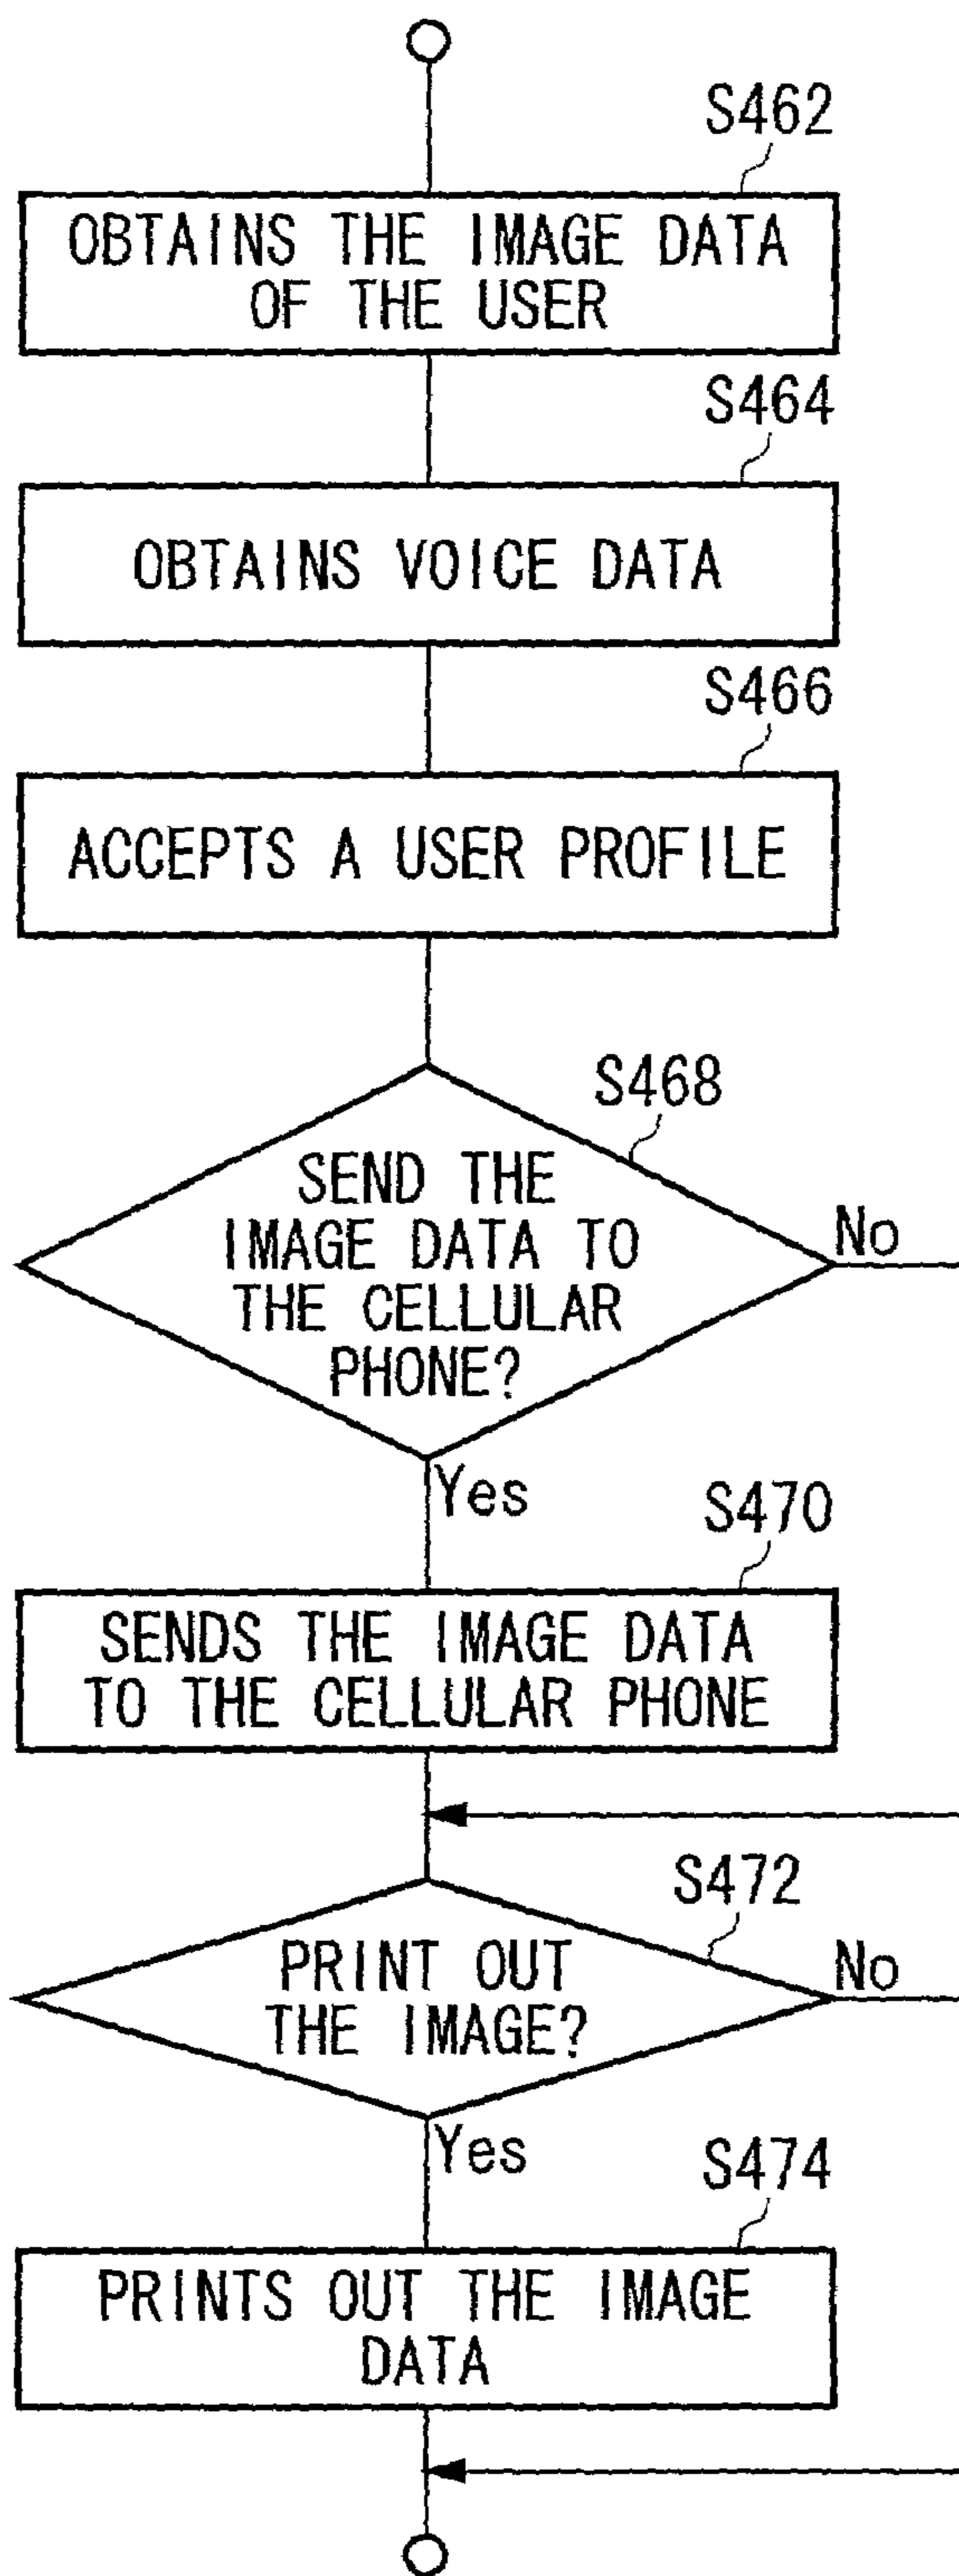 S462
OBTAINS THE IMAGE DATA
OF THE USER
S464
OBTAINS VOICE DATA
S466
ACCEPTS A USER PROFILE
S468
SEND THE
IMAGE DATA TO
THE CELLULAR
PHONE?
No
Yes
S470
SENDS THE IMAGE DATA
TO THE CELLULAR PHONE
S472
PRINT OUT
THE IMAGE?
No
Yes
S474
PRINTS OUT THE IMAGE
DATA